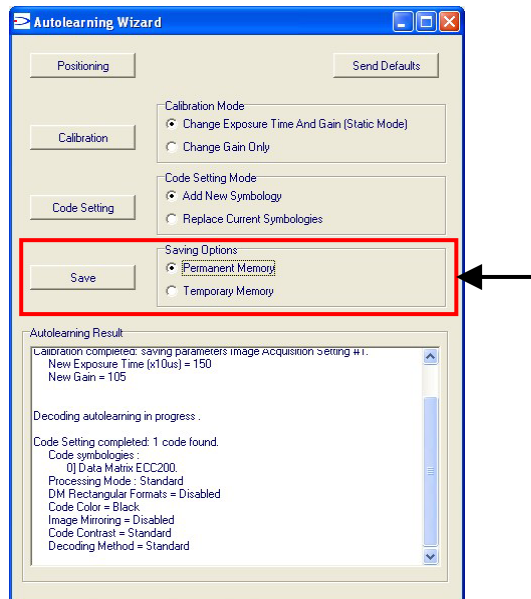 Autolearning Wizard
Positioning
Send Defaults
Calibration Mode
Calibration
Change Exposure Time And Gain (Static Mode)
Change Gain Only
Code Setting Mode
Code Setting
Add New Symbology
Replace Current Symbologies
Saving Options
Save
Permanent Memory
Temporary Memory
Autolearning Result
Calibration completed: saving parameters Image Acquisition Setting #1.
New Exposure Time (x10us) = 150
New Gain = 105
Decoding autolearning in progress .
Code Setting completed: 1 code found.
Code symbologies :
0] Data Matrix ECC200.
Processing Mode : Standard
DM Rectangular Formats = Disabled
Code Color = Black
Image Mirroring = Disabled
Code Contrast = Standard
Decoding Method = Standard